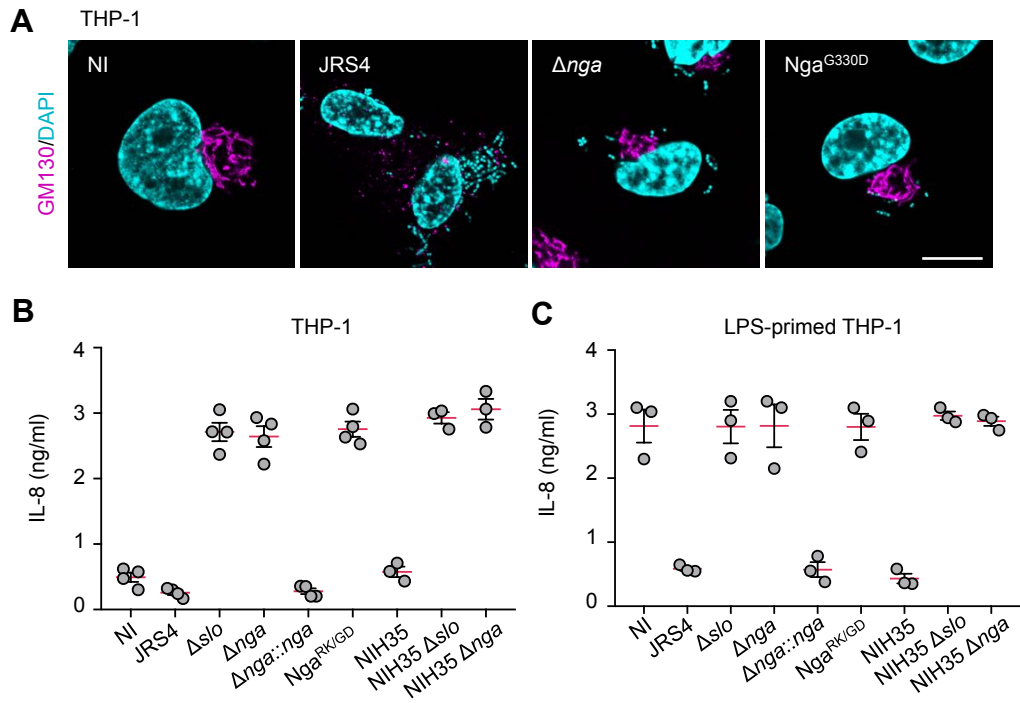 A
THP-1
GM130/DAPI
NI
JRS4
Δnga
Nga^G330D
B
THP-1
IL-8 (ng/ml)
4
3
2
1
0
NI
JRS4
Δslo
Δnga
Δnga::nga
Nga^RK/GD
NIH35
NIH35 Δslo
NIH35 Δnga
C
LPS-primed THP-1
IL-8 (ng/ml)
4
3
2
1
0
NI
JRS4
Δslo
Δnga
Δnga::nga
Nga^RK/GD
NIH35
NIH35 Δslo
NIH35 Δnga